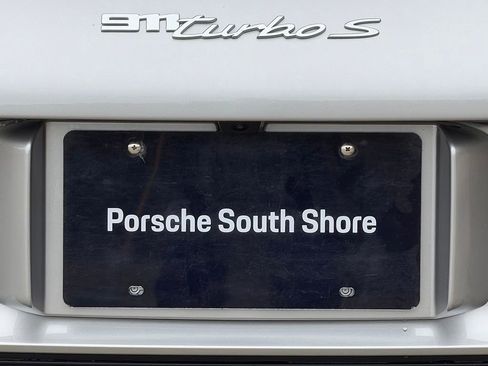 911 turbo S
Porsche South Shore